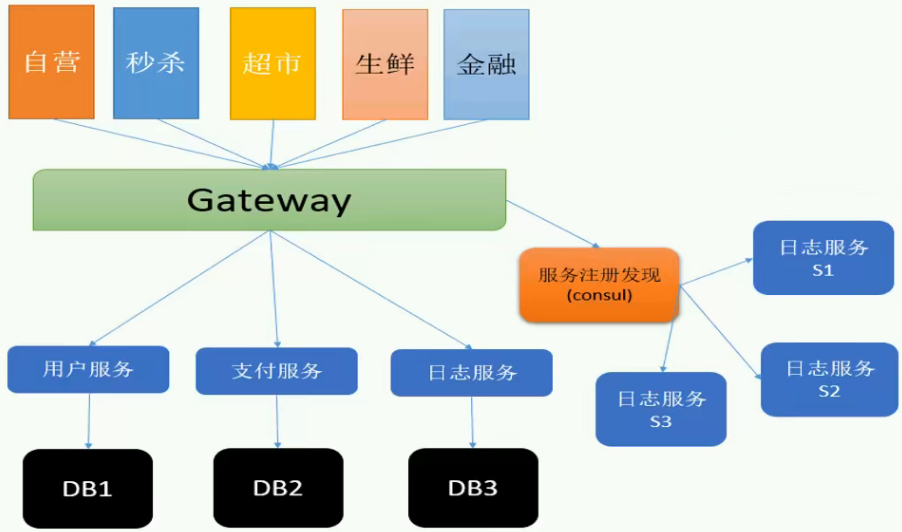 自营
秒杀
超市
生鲜
金融
Gateway
服务注册发现
(consul)
日志服务
S1
日志服务
S2
日志服务
S3
用户服务
支付服务
日志服务
DB1
DB2
DB3